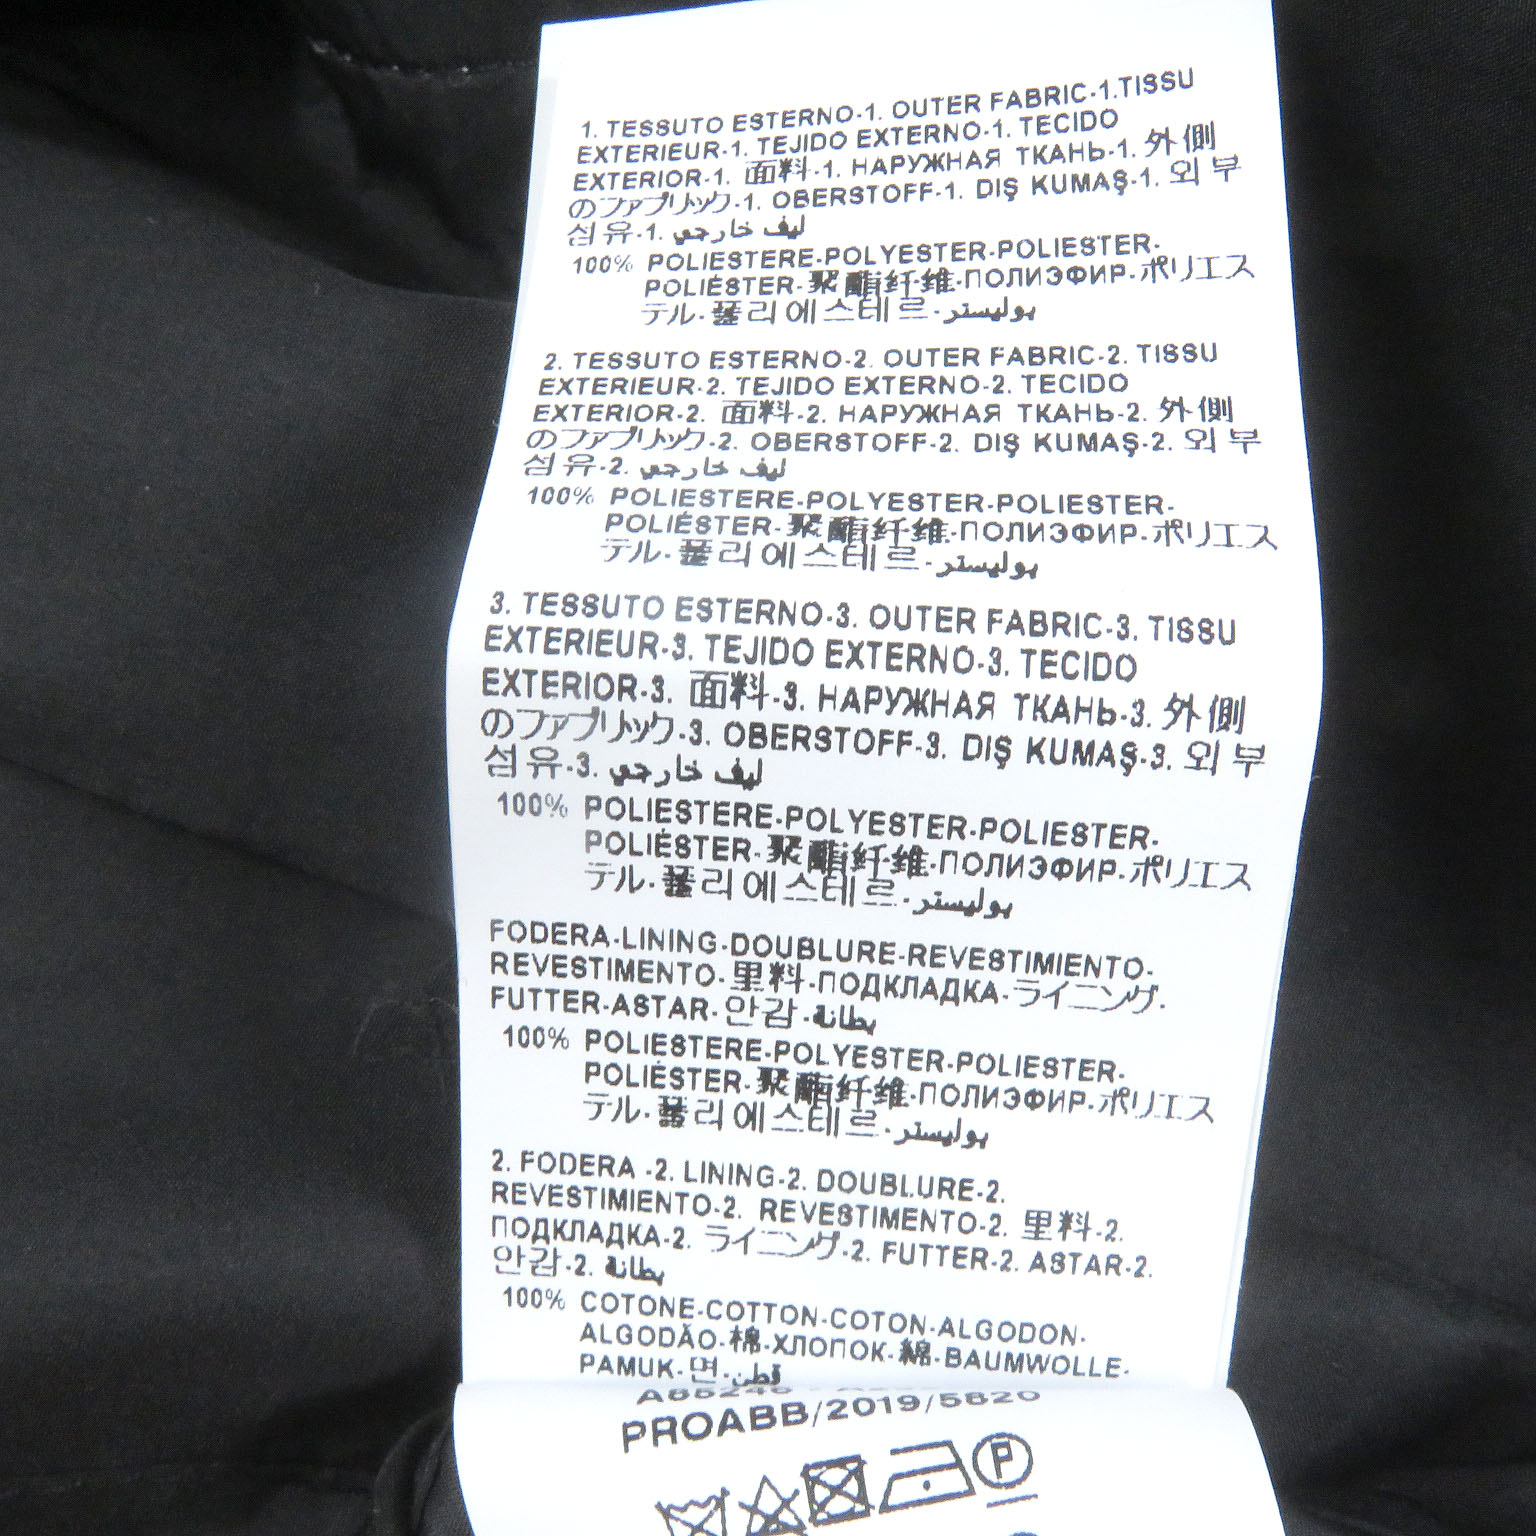 1. TESSUTO ESTERNO-1. OUTER FABRIC-1.TISSU
EXTERIEUR-1. TEJIDO EXTERNO-1. TECIDO
EXTERIOR-1. 面料-1. НАРУЖНАЯ ТКАНЬ-1. 外側
のファブリック-1. OBERSTOFF-1. DIŞ KUMAŞ-1. 외부
섬유-1. ليف خارجي
100% POLIESTERE-POLYESTER-POLIESTER-
POLIÉSTER-聚酯纤维-ПОЛИЭФИР-ポリエス
テル-폴리에스테르-بوليستر
2. TESSUTO ESTERNO-2. OUTER FABRIC-2. TISSU
EXTERIEUR-2. TEJIDO EXTERNO-2. TECIDO
EXTERIOR-2. 面料-2. НАРУЖНАЯ ТКАНЬ-2. 外側
のファブリック-2. OBERSTOFF-2. DIŞ KUMAŞ-2. 외부
섬유-2. ليف خارجي
100% POLIESTERE-POLYESTER-POLIESTER-
POLIÉSTER-聚酯纤维-ПОЛИЭФИР-ポリエス
テル-폴리에스테르-بوليستر
3. TESSUTO ESTERNO-3. OUTER FABRIC-3. TISSU
EXTERIEUR-3. TEJIDO EXTERNO-3. TECIDO
EXTERIOR-3. 面料-3. НАРУЖНАЯ ТКАНЬ-3. 外側
のファブリック-3. OBERSTOFF-3. DIŞ KUMAŞ-3. 외부
섬유-3. ليف خارجي
100% POLIESTERE-POLYESTER-POLIESTER-
POLIÉSTER-聚酯纤维-ПОЛИЭФИР-ポリエス
テル-폴리에스테르-بوليستر
FODERA-LINING-DOUBLURE-REVESTIMIENTO-
REVESTIMENTO-里料-ПОДКЛАДКА-ライニング-
FUTTER-ASTAR-안감-بطانة
100% POLIESTERE-POLYESTER-POLIESTER-
POLIÉSTER-聚酯纤维-ПОЛИЭФИР-ポリエス
テル-폴리에스테르-بوليستر
2. FODERA -2. LINING-2. DOUBLURE-2.
REVESTIMIENTO-2. REVESTIMENTO-2. 里料-2.
ПОДКЛАДКА-2. ライニング-2. FUTTER-2. ASTAR-2.
안감-2. بطانة
100% COTONE-COTTON-COTON-ALGODON-
ALGODÃO-棉-ХЛОПОК-綿-BAUMWOLLE-
PAMUK-면-قطن
PROABB/2019/5820
P